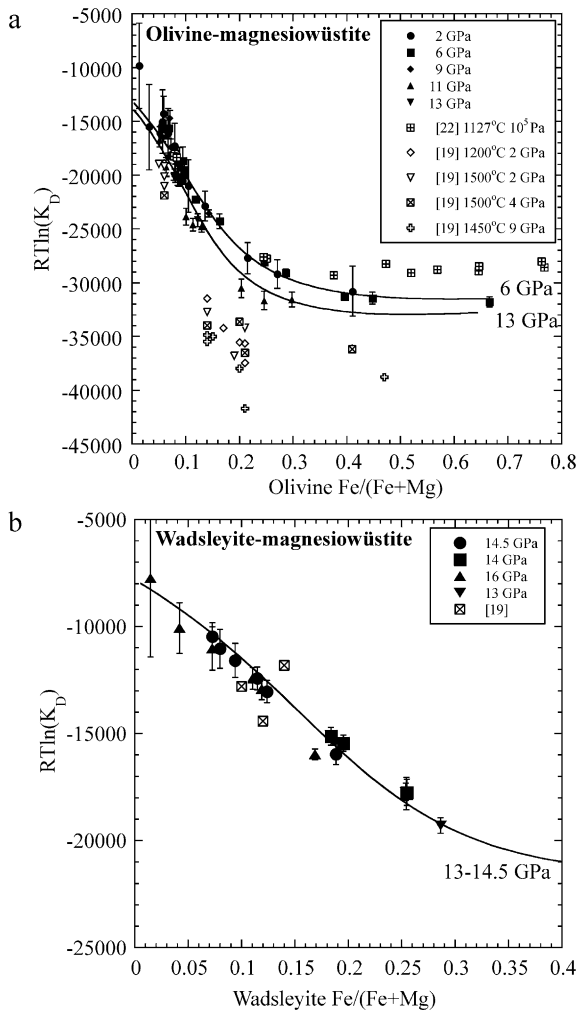 a
Olivine-magnesiowüstite
2 GPa
6 GPa
9 GPa
11 GPa
13 GPa
[22] 1127°C 10⁵Pa
[19] 1200°C 2 GPa
[19] 1500°C 2 GPa
[19] 1500°C 4 GPa
[19] 1450°C 9 GPa
-5000
-10000
-15000
-20000
-25000
-30000
-35000
-40000
-45000
RTln(K_D)
6 GPa
13 GPa
0 0.1 0.2 0.3 0.4 0.5 0.6 0.7 0.8
Olivine Fe/(Fe+Mg)
b
Wadsleyite-magnesiowüstite
14.5 GPa
14 GPa
16 GPa
13 GPa
[19]
-5000
-10000
-15000
-20000
-25000
RTln(K_D)
13-14.5 GPa
0 0.05 0.1 0.15 0.2 0.25 0.3 0.35 0.4
Wadsleyite Fe/(Fe+Mg)